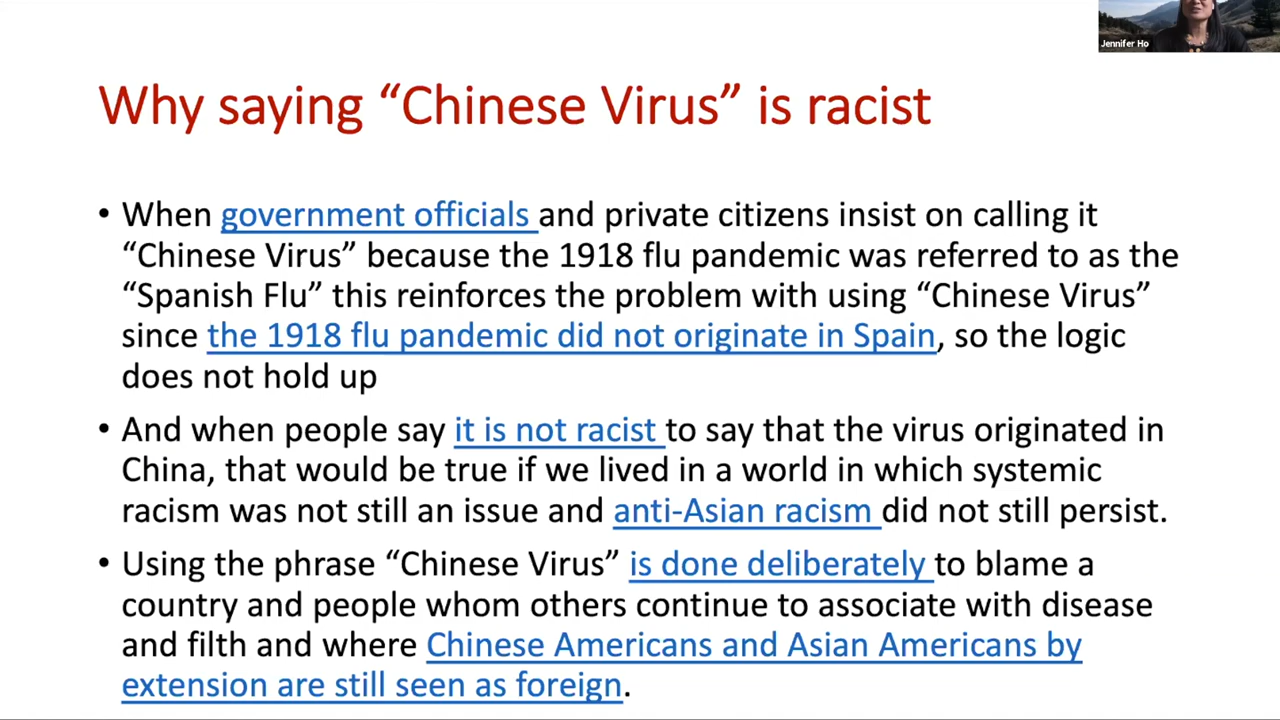 Jennifer Ho
Why saying “Chinese Virus” is racist
• When government officials and private citizens insist on calling it
“Chinese Virus” because the 1918 flu pandemic was referred to as the
“Spanish Flu” this reinforces the problem with using “Chinese Virus”
since the 1918 flu pandemic did not originate in Spain, so the logic
does not hold up
• And when people say it is not racist to say that the virus originated in
China, that would be true if we lived in a world in which systemic
racism was not still an issue and anti-Asian racism did not still persist.
• Using the phrase “Chinese Virus” is done deliberately to blame a
country and people whom others continue to associate with disease
and filth and where Chinese Americans and Asian Americans by
extension are still seen as foreign.